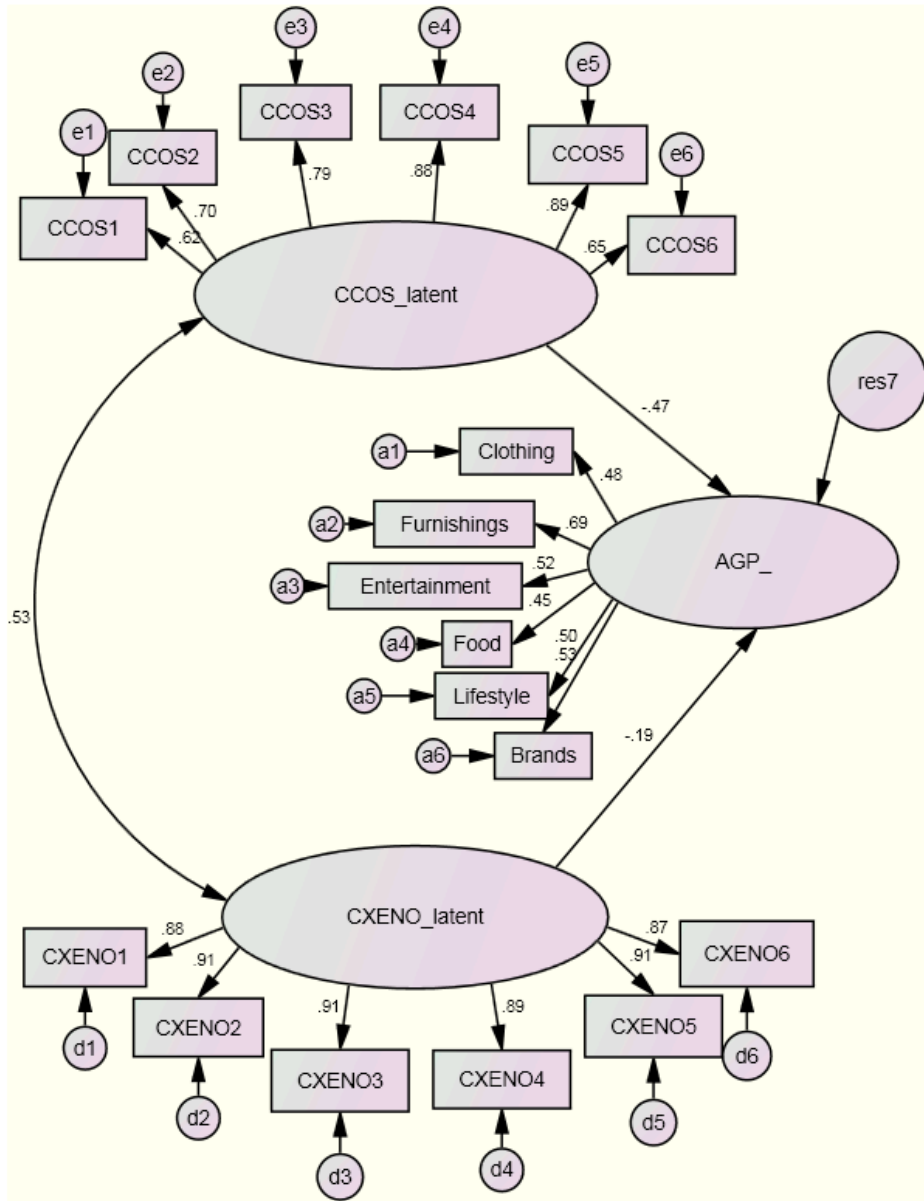 e3
e4
e2
e5
CCOS3
CCOS4
e1
CCOS2
CCOS5
e6
.79
.88
CCOS1
.70
.89
.62
.65
CCOS6
CCOS_latent
res7
-.47
a1
Clothing
.48
a2
Furnishings
.69
AGP_
a3
Entertainment
.52
.45
.53
a4
Food
.50
.53
a5
Lifestyle
-.19
a6
Brands
CXENO_latent
.88
.87
CXENO1
.91
.91
CXENO6
.91
.89
CXENO2
CXENO5
d1
CXENO3
CXENO4
d6
d2
d5
d3
d4